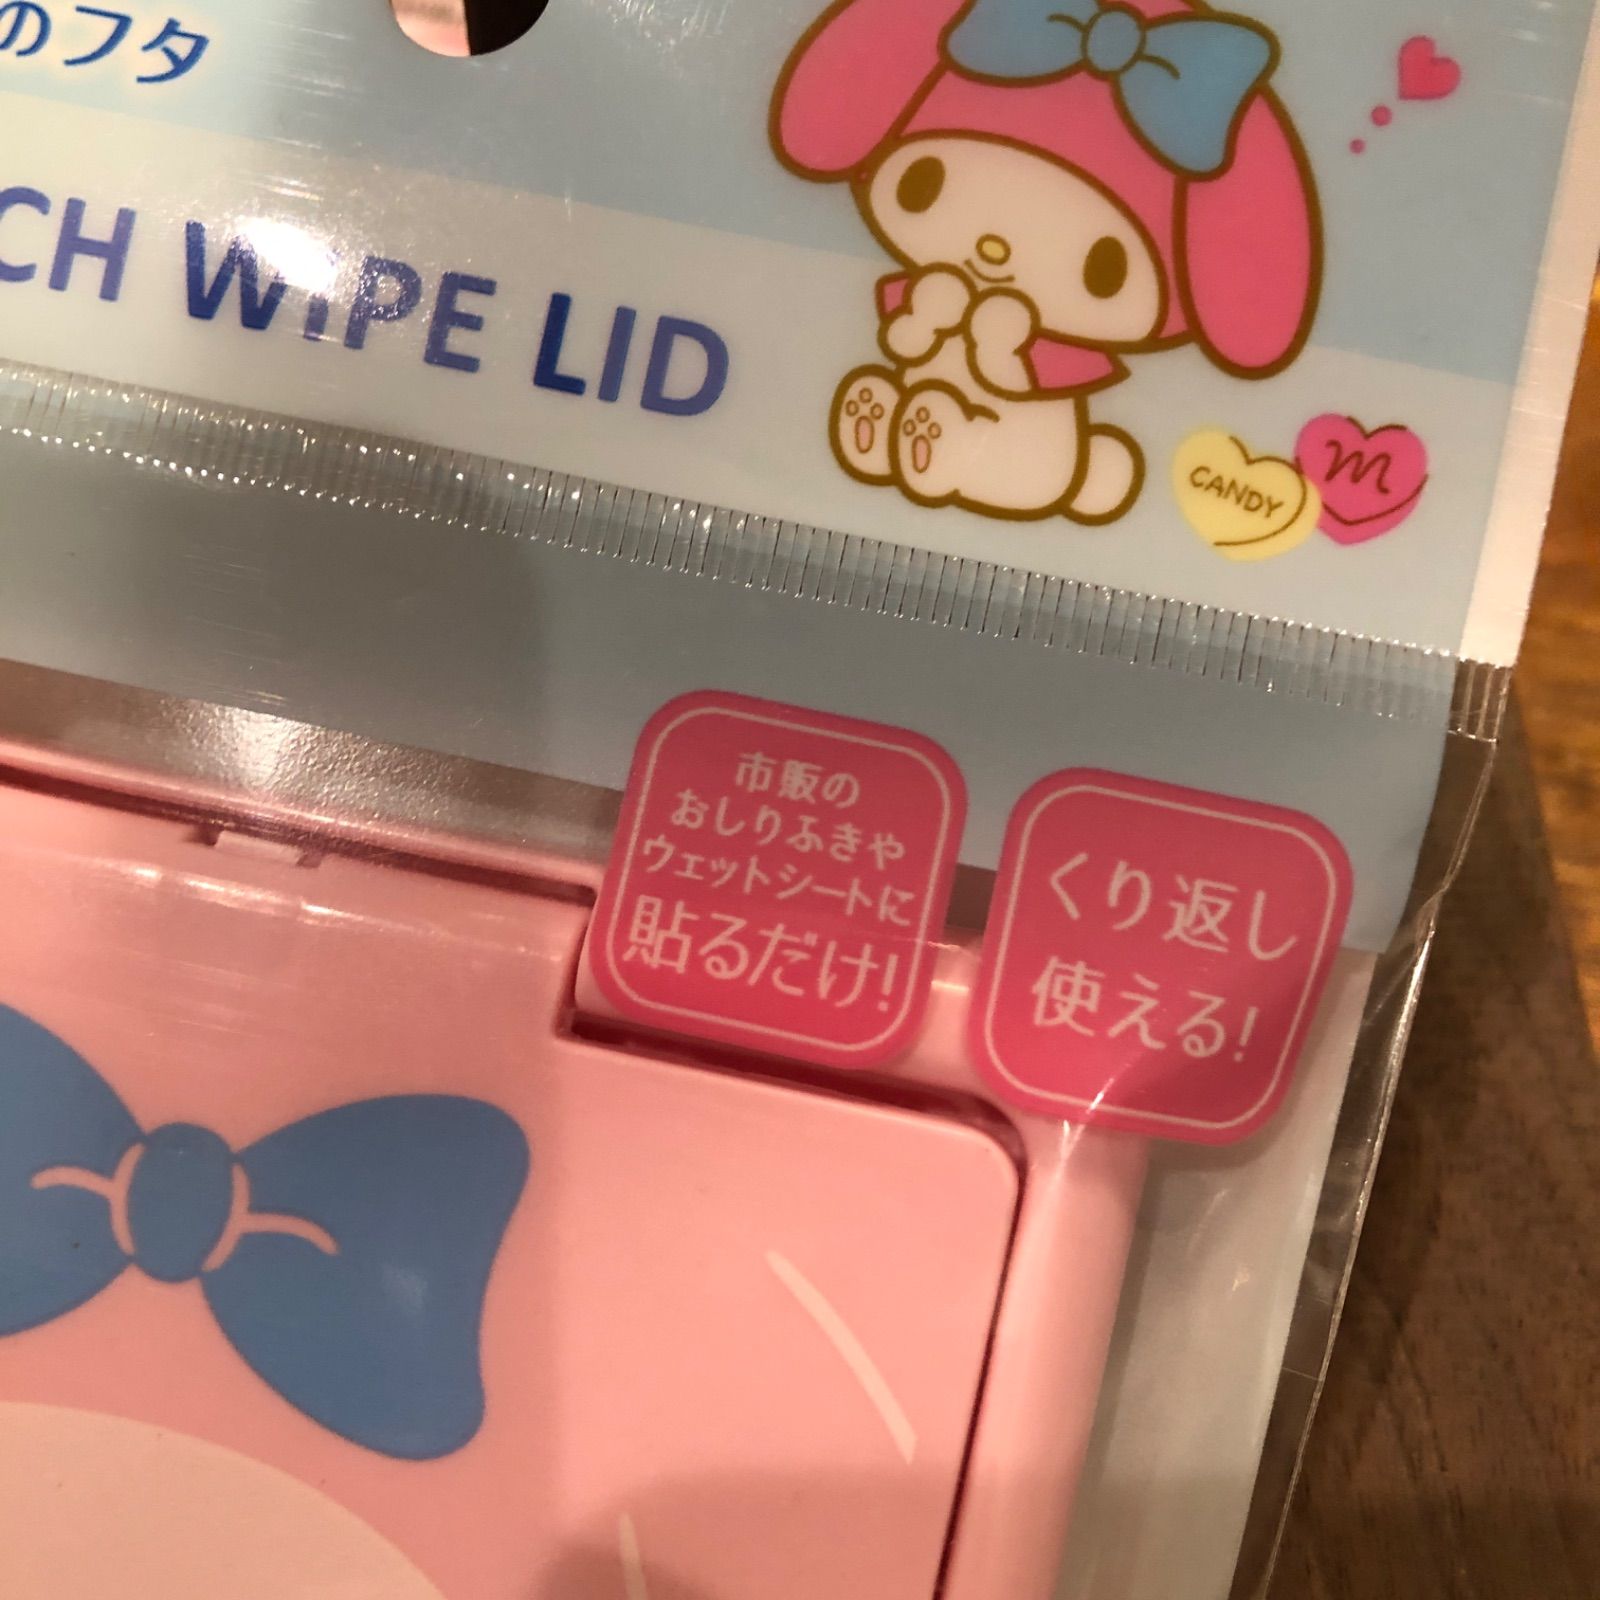 のフタ
CH WIPE LID
CANDY
m
市販の
おしりふきや
ウェットシートに
貼るだけ!
くり返し
使える!